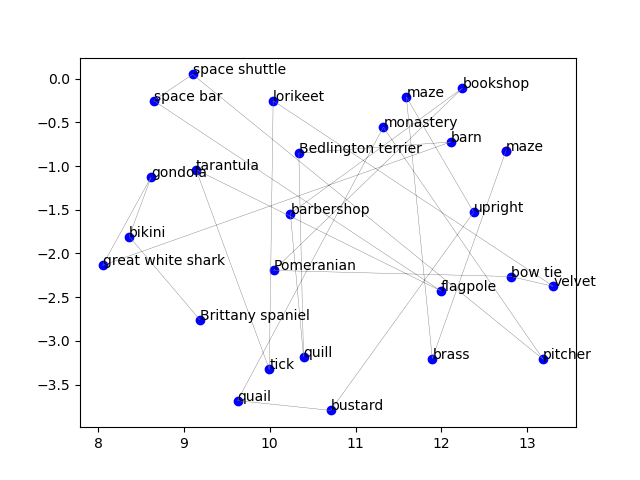 space shuttle
space bar
lorikeet
maze
bookshop
monastery
barn
Bedlington terrier
maze
gondola
tarantula
barbershop
upright
bikini
great white shark
Pomeranian
bow tie
velvet
flagpole
Brittany spaniel
quill
tick
brass
pitcher
quail
bustard
0.0
−0.5
−1.0
−1.5
−2.0
−2.5
−3.0
−3.5
8 9 10 11 12 13